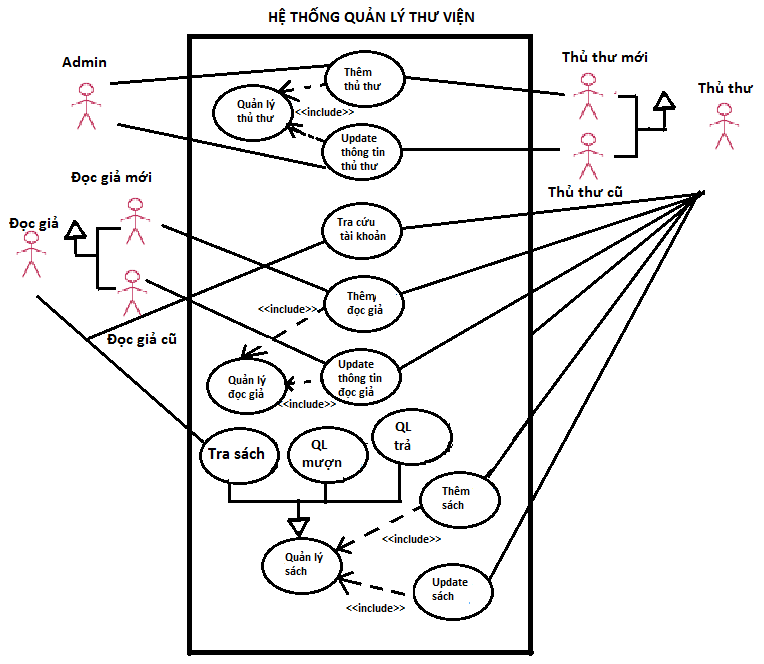 HỆ THỐNG QUẢN LÝ THƯ VIỆN
Admin
Thêm
thủ thư
Thủ thư mới
Thủ thư
Quản lý
thủ thư
<<include>>
Update
thông tin
thủ thư
Đọc giả mới
Thủ thư cũ
Đọc giả
Tra cứu
tài khoản
Thêm
đọc giả
<<include>>
Đọc giả cũ
Quản lý
đọc giả
Update
thông tin
đọc giả
<<include>>
Tra sách
QL
mượn
QL
trả
Thêm
sách
<<include>>
Quản lý
sách
Update
sách
<<include>>